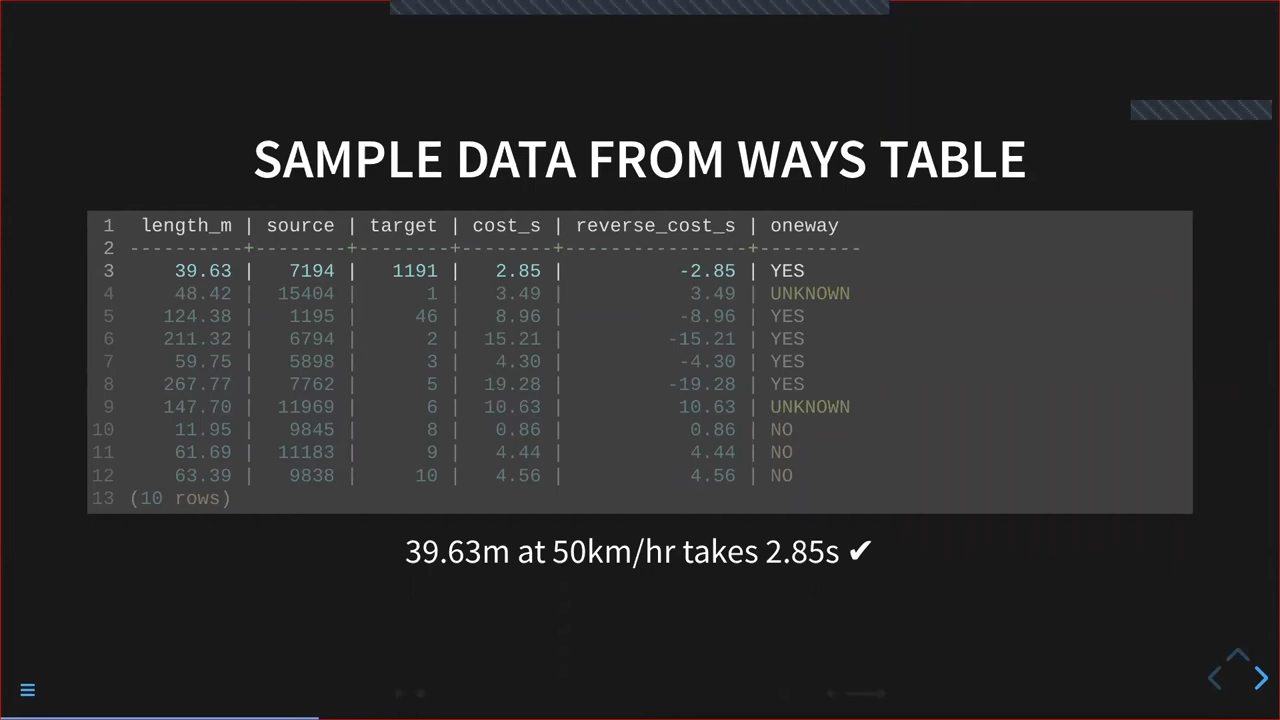 SAMPLE DATA FROM WAYS TABLE
1   length_m | source | target | cost_s | reverse_cost_s | oneway
2  ----------+--------+--------+--------+----------------+---------
3      39.63 |   7194 |   1191 |   2.85 |          -2.85 | YES
4      48.42 |  15404 |      1 |   3.49 |           3.49 | UNKNOWN
5     124.38 |   1195 |     46 |   8.96 |          -8.96 | YES
6     211.32 |   6794 |      2 |  15.21 |         -15.21 | YES
7      59.75 |   5898 |      3 |   4.30 |          -4.30 | YES
8     267.77 |   7762 |      5 |  19.28 |         -19.28 | YES
9     147.70 |  11969 |      6 |  10.63 |          10.63 | UNKNOWN
10     11.95 |   9845 |      8 |   0.86 |           0.86 | NO
11     61.69 |  11183 |      9 |   4.44 |           4.44 | NO
12     63.39 |   9838 |     10 |   4.56 |           4.56 | NO
13 (10 rows)
39.63m at 50km/hr takes 2.85s ✔